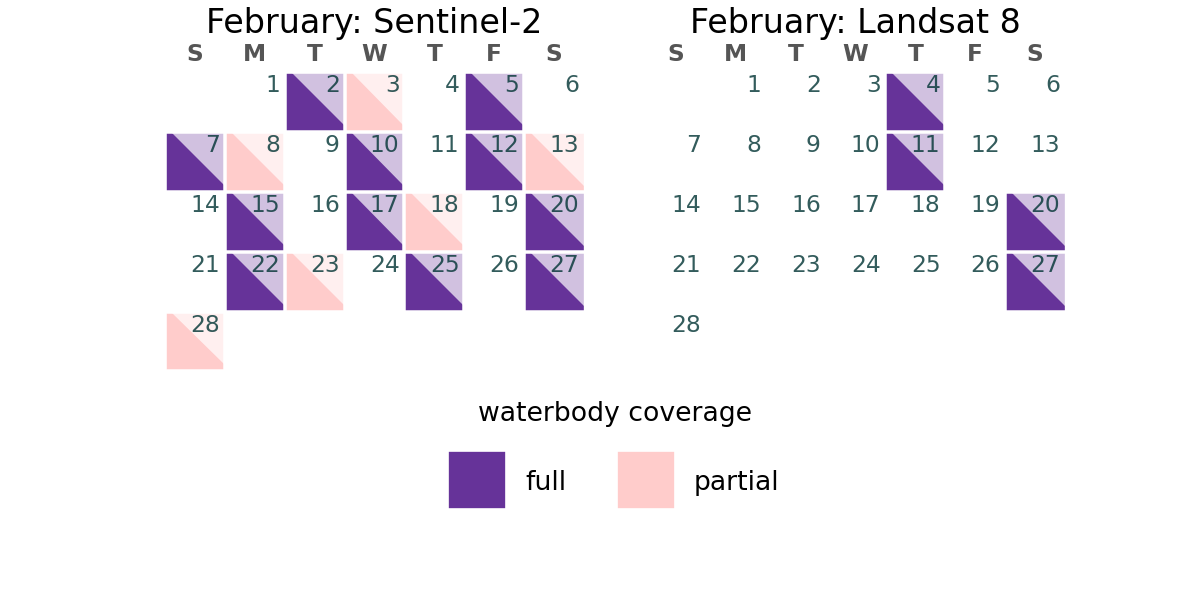 February: Sentinel-2
S M T W T F S
1 2 3 4 5 6
7 8 9 10 11 12 13
14 15 16 17 18 19 20
21 22 23 24 25 26 27
28
February: Landsat 8
S M T W T F S
1 2 3 4 5 6
7 8 9 10 11 12 13
14 15 16 17 18 19 20
21 22 23 24 25 26 27
28
waterbody coverage
full
partial